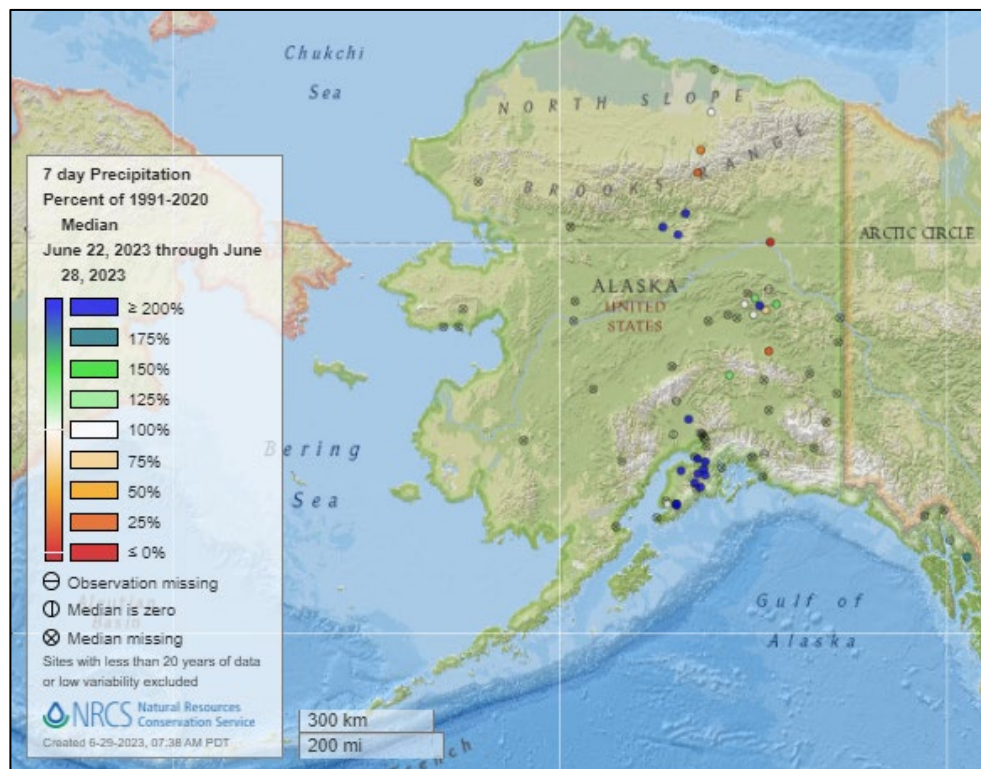 Chukchi
Sea
NORTH SLOPE
BROOKS RANGE
ARCTIC CIRCLE
ALASKA
UNITED
STATES
Bering
Sea
Gulf of
Alaska
7 day Precipitation
Percent of 1991-2020
Median
June 22, 2023 through June
28, 2023
≥ 200%
175%
150%
125%
100%
75%
50%
25%
≤ 0%
Observation missing
Median is zero
Median missing
Aleutian
Basin
Sites with less than 20 years of data
or low variability excluded
NRCS Natural Resources
Conservation Service
Created 6-29-2023, 07:38 AM PDT
300 km
200 mi